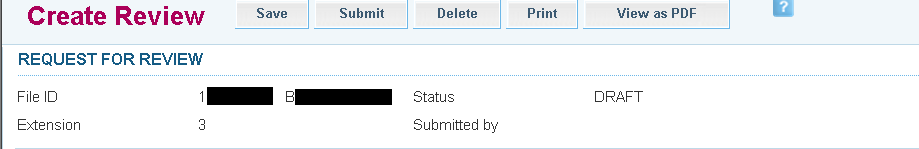 Create Review Save Submit Delete Print View as PDF ?
REQUEST FOR REVIEW
File ID 1 B Status DRAFT
Extension 3 Submitted by